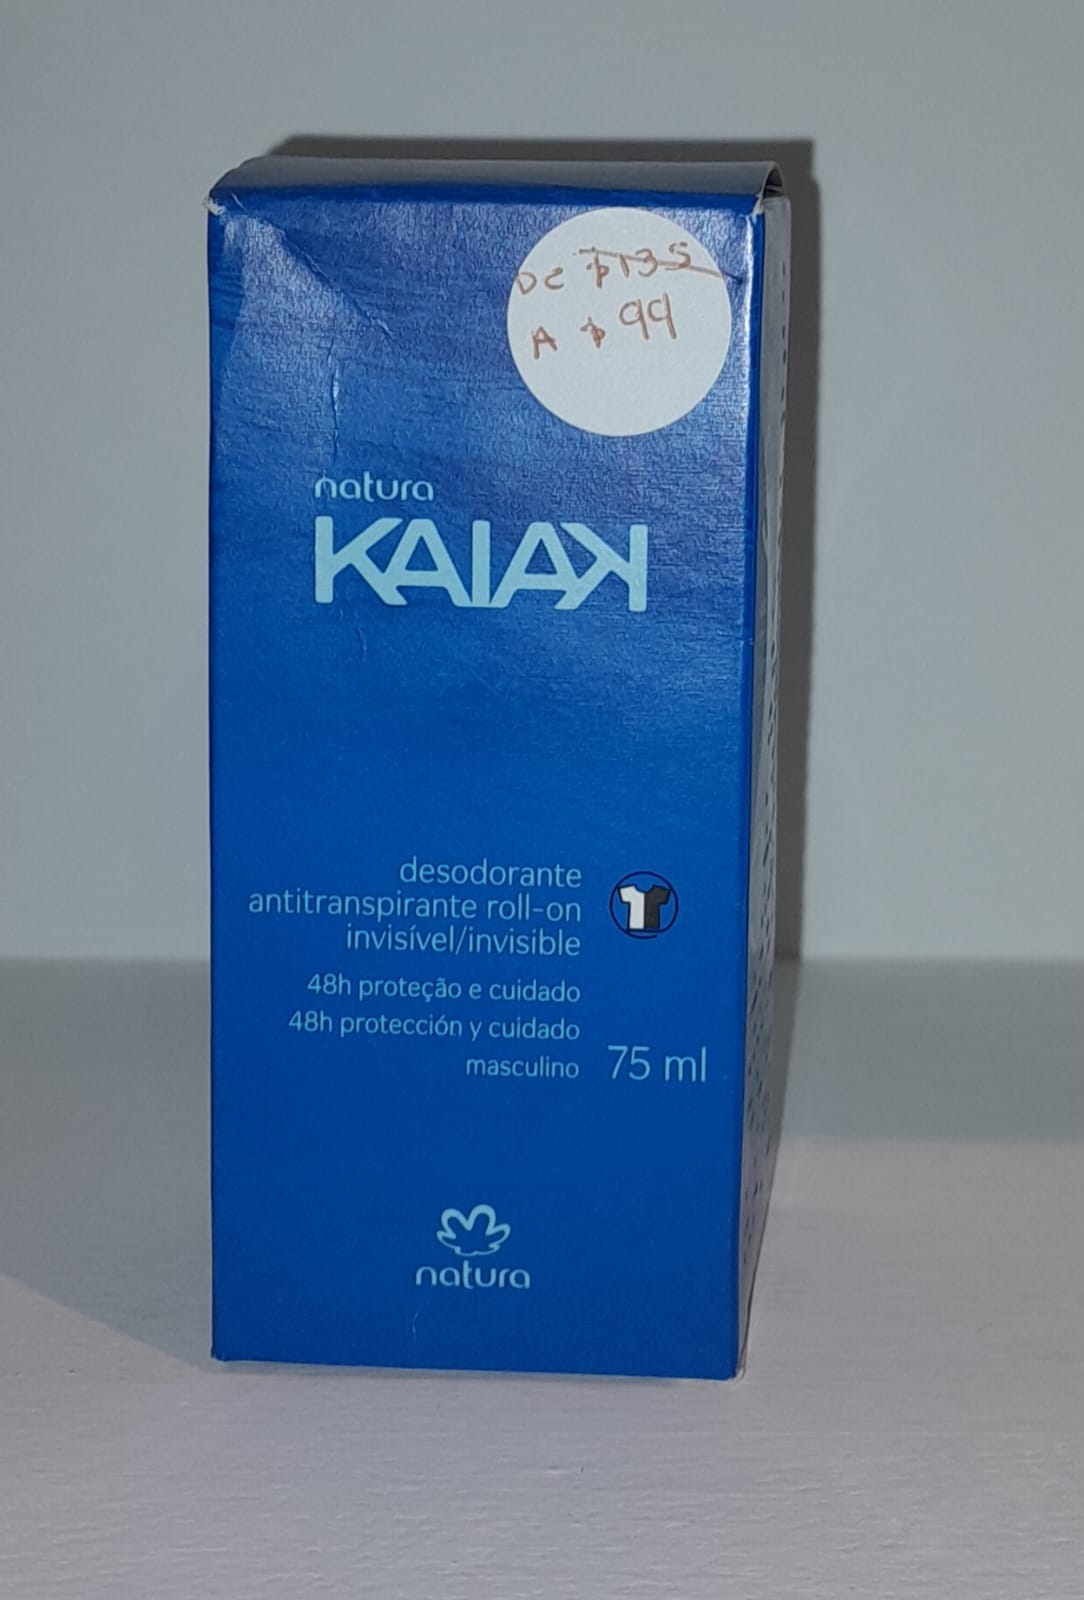 De $135
A $99
natura
KAIAK
desodorante
antitranspirante roll-on
invisível/invisible
48h proteção e cuidado
48h protección y cuidado
masculino 75 ml
natura